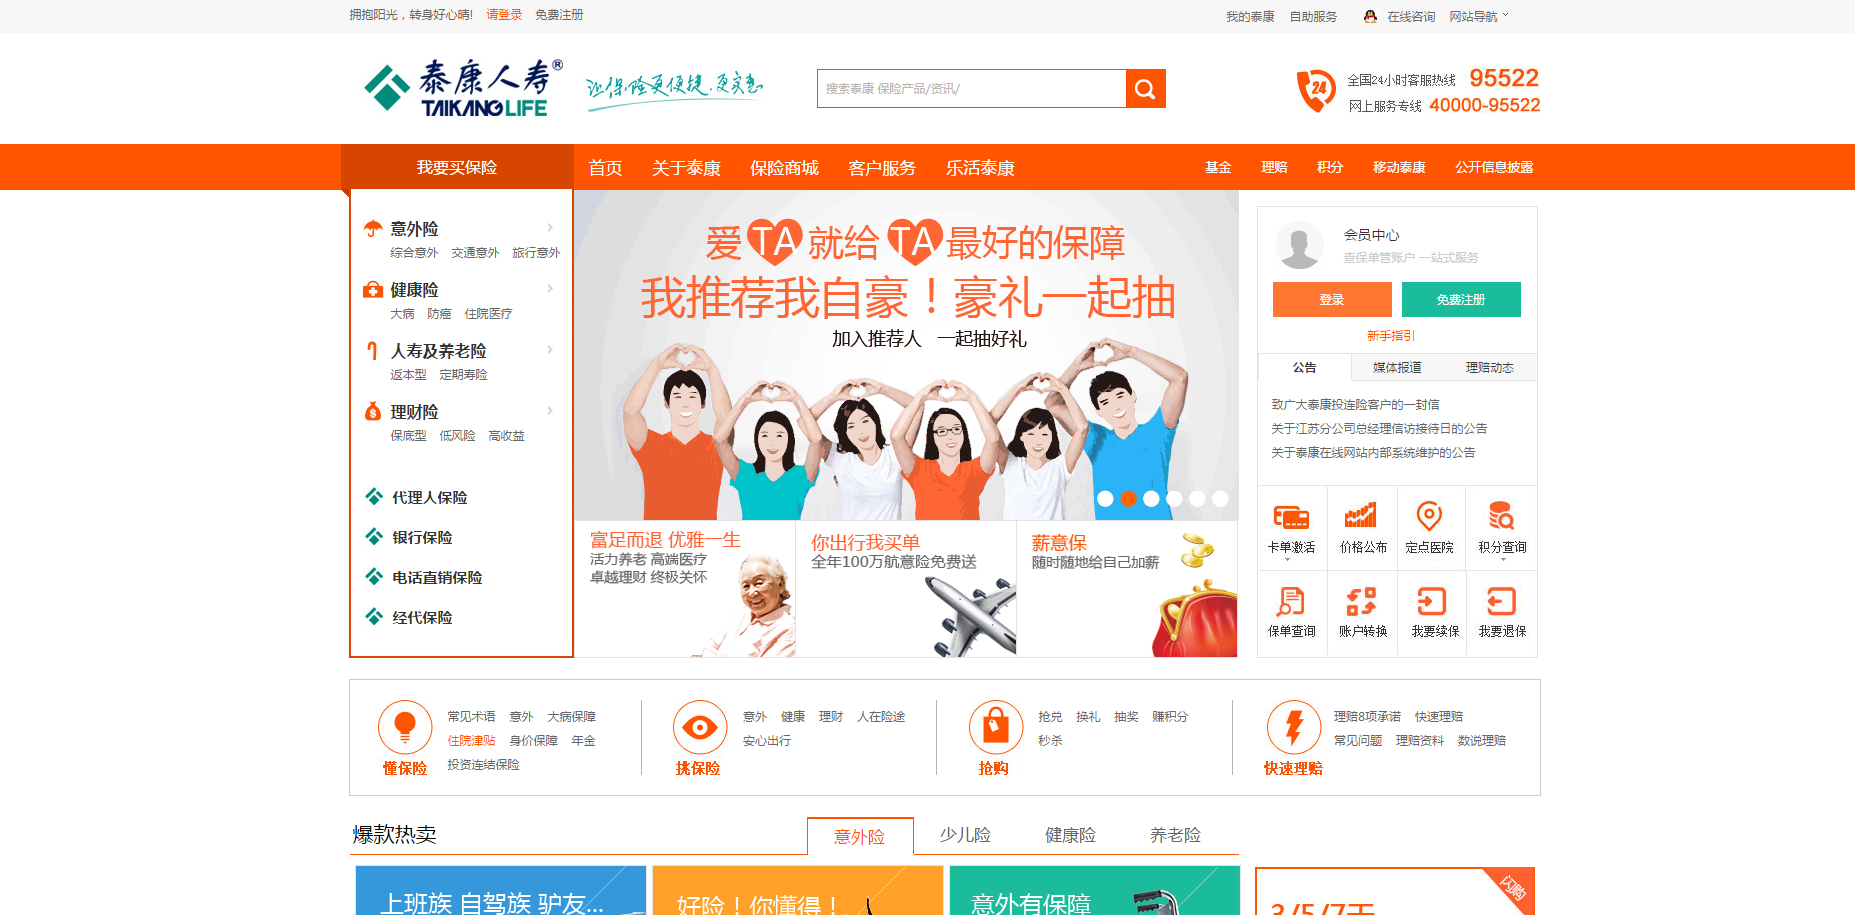 拥抱阳光，转身好心晴! 请登录 免费注册
我的泰康 自助服务 在线咨询 网站导航
泰康人寿®
TAIKANG LIFE
让保险更便捷,更实惠
搜索泰康 保险产品/资讯/
24
全国24小时客服热线 95522
网上服务专线 40000-95522
我要买保险 首页 关于泰康 保险商城 客户服务 乐活泰康 基金 理赔 积分 移动泰康 公开信息披露
意外险
综合意外 交通意外 旅行意外
健康险
大病 防癌 住院医疗
人寿及养老险
返本型 定期寿险
理财险
保底型 低风险 高收益
代理人保险
银行保险
电话直销保险
经代保险
爱TA就给TA最好的保障
我推荐我自豪！豪礼一起抽
加入推荐人 一起抽好礼
富足而退 优雅一生
活力养老 高端医疗
卓越理财 终极关怀
你出行我买单
全年100万航意险免费送
薪意保
随时随地给自己加薪
会员中心
查保单管账户 一站式服务
登录 免费注册
新手指引
公告 媒体报道 理赔动态
致广大泰康投连险客户的一封信
关于江苏分公司总经理信访接待日的公告
关于泰康在线网站内部系统维护的公告
卡单激活 价格公布 定点医院 积分查询
保单查询 账户转换 我要续保 我要退保
懂保险
常见术语 意外 大病保障
住院津贴 身价保障 年金
投资连结保险
挑保险
意外 健康 理财 人在险途
安心出行
抢购
抢兑 换礼 抽奖 赚积分
秒杀
快速理赔
理赔8项承诺 快速理赔
常见问题 理赔资料 数说理赔
爆款热卖 意外险 少儿险 健康险 养老险
上班族 自驾族 驴友...
好险！你懂得！
意外有保障
闪购
3/5/7天